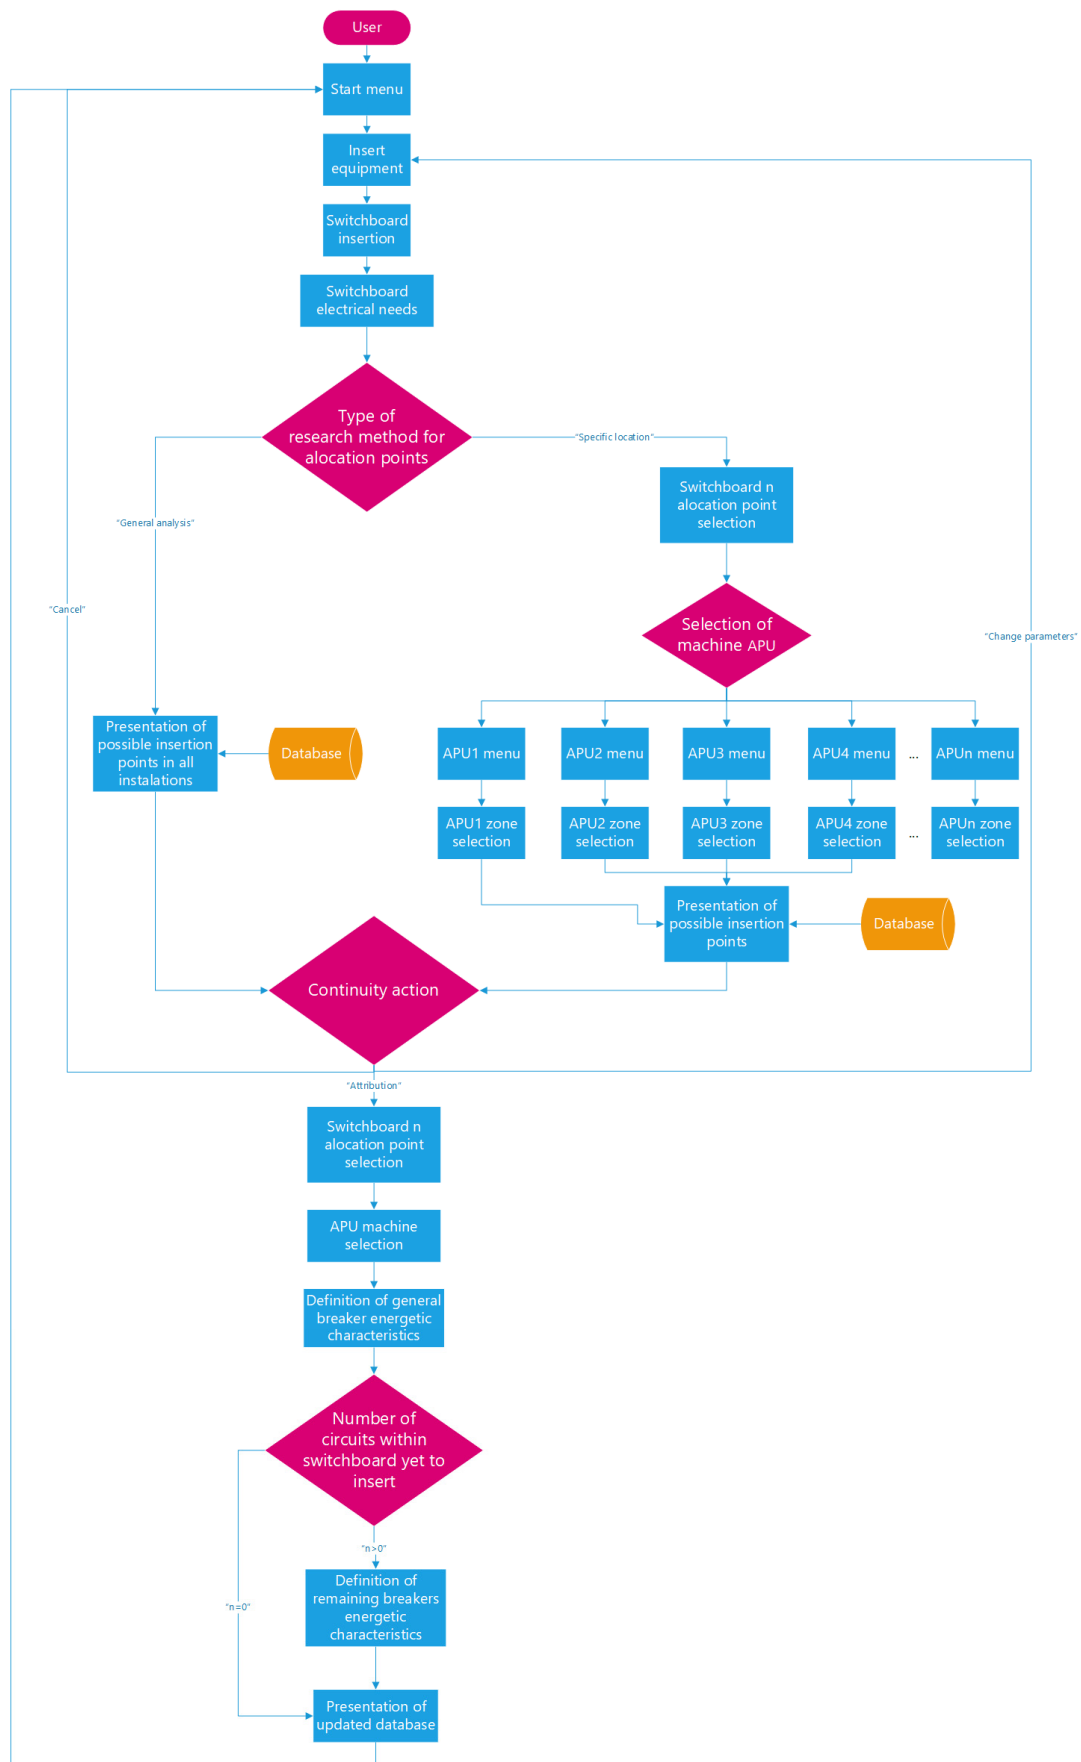 User
Start menu
Insert
equipment
Switchboard
insertion
Switchboard
electrical needs
Type of
research method for
alocation points
"Specific location"
"General analysis"
Switchboard n
alocation point
selection
"Cancel"
Selection of
machine APU
"Change parameters"
Presentation of
possible insertion
points in all
instalations
Database
APU1 menu
APU2 menu
APU3 menu
APU4 menu
...
APUn menu
APU1 zone
selection
APU2 zone
selection
APU3 zone
selection
APU4 zone
selection
...
APUn zone
selection
Presentation of
possible insertion
points
Database
Continuity action
"Attribution"
Switchboard n
alocation point
selection
APU machine
selection
Definition of general
breaker energetic
characteristics
Number of
circuits within
switchboard yet to
insert
"n>0"
Definition of
remaining breakers
energetic
characteristics
"n=0"
Presentation of
updated database